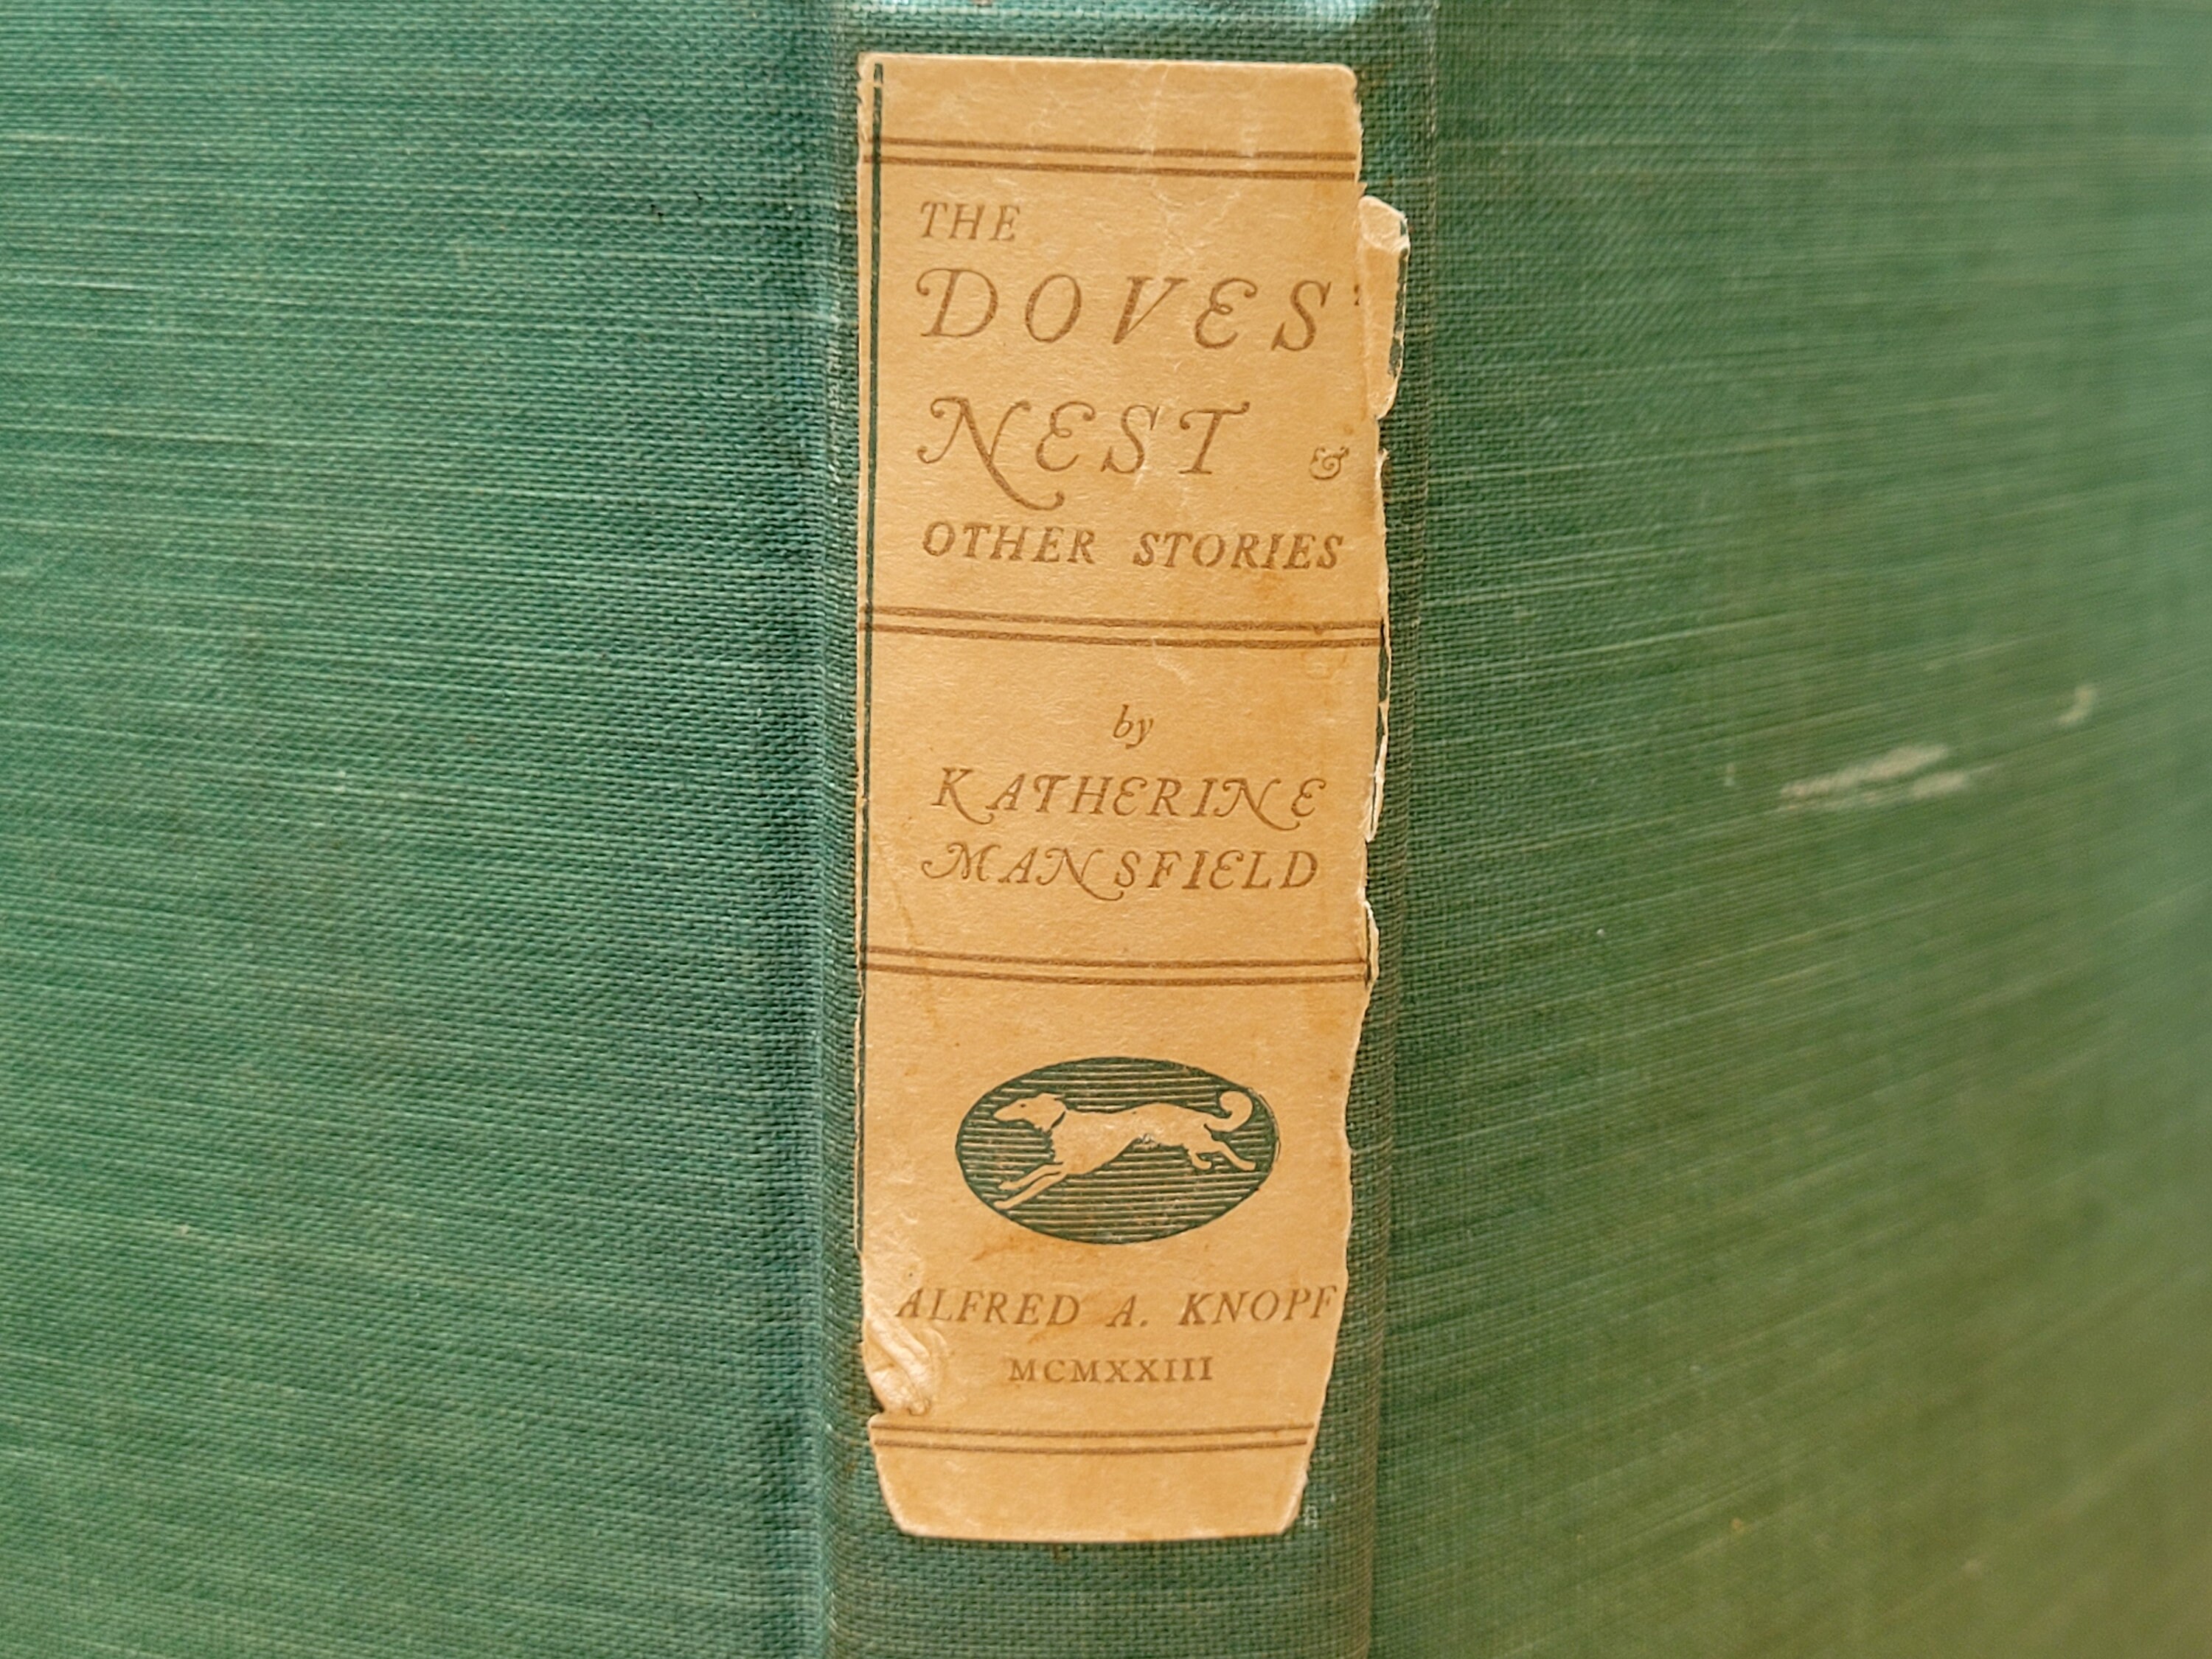 THE
DOVES'
NEST &
OTHER STORIES
by
KATHERINE
MANSFIELD
ALFRED A. KNOPF
MCMXXIII